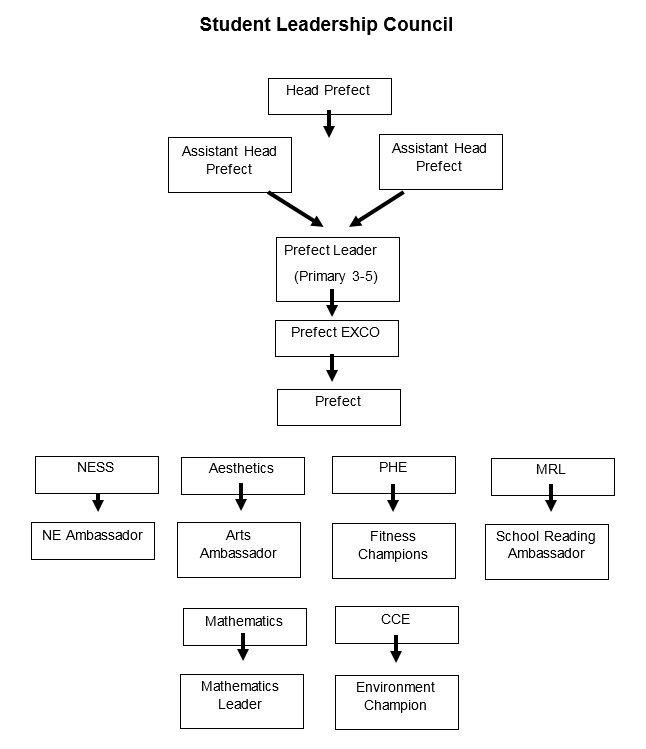 Student Leadership Council
Head Prefect
Assistant Head
Prefect
Assistant Head
Prefect
Prefect Leader
(Primary 3-5)
Prefect EXCO
Prefect
NESS
Aesthetics
PHE
MRL
NE Ambassador
Arts
Ambassador
Fitness
Champions
School Reading
Ambassador
Mathematics
CCE
Mathematics
Leader
Environment
Champion